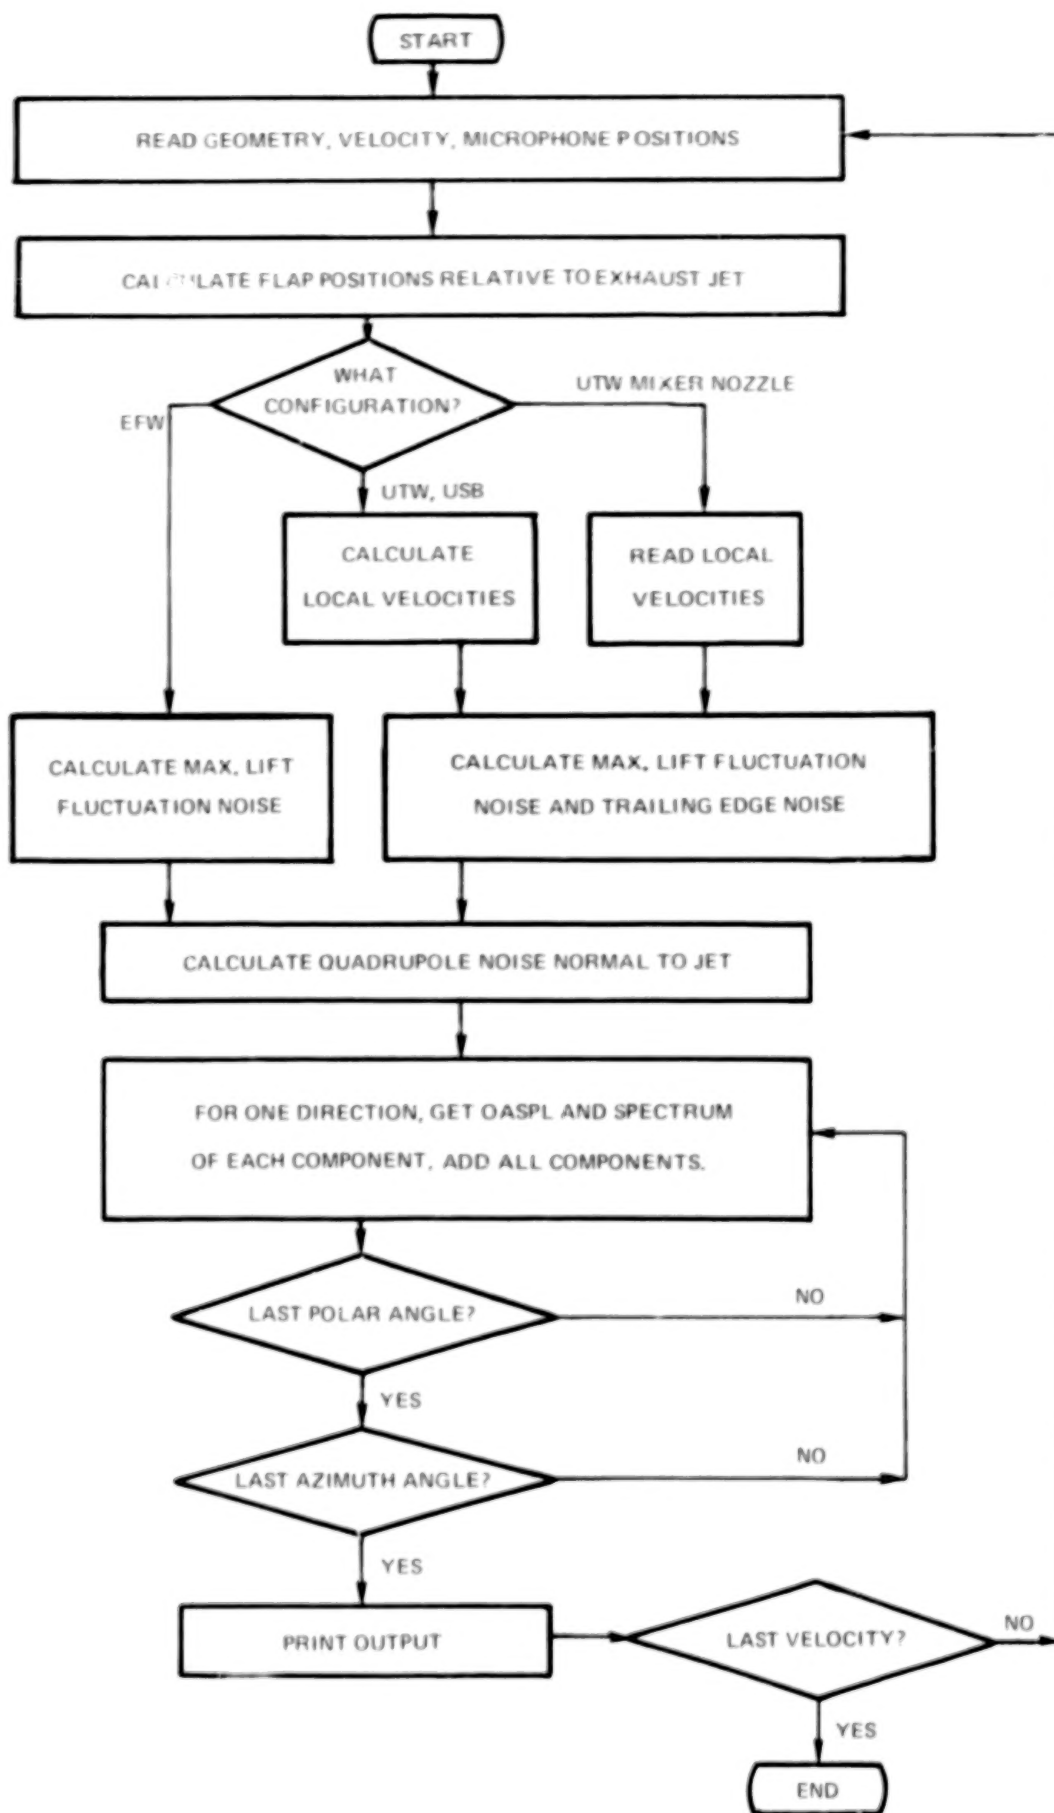 START
READ GEOMETRY, VELOCITY, MICROPHONE POSITIONS
CALCULATE FLAP POSITIONS RELATIVE TO EXHAUST JET
WHAT
CONFIGURATION?
UTW MIXER NOZZLE
EFW
UTW, USB
CALCULATE
LOCAL VELOCITIES
READ LOCAL
VELOCITIES
CALCULATE MAX. LIFT
FLUCTUATION NOISE
CALCULATE MAX. LIFT FLUCTUATION
NOISE AND TRAILING EDGE NOISE
CALCULATE QUADRUPOLE NOISE NORMAL TO JET
FOR ONE DIRECTION, GET OASPL AND SPECTRUM
OF EACH COMPONENT, ADD ALL COMPONENTS.
LAST POLAR ANGLE?
NO
YES
LAST AZIMUTH ANGLE?
NO
YES
PRINT OUTPUT
LAST VELOCITY?
NO
YES
END